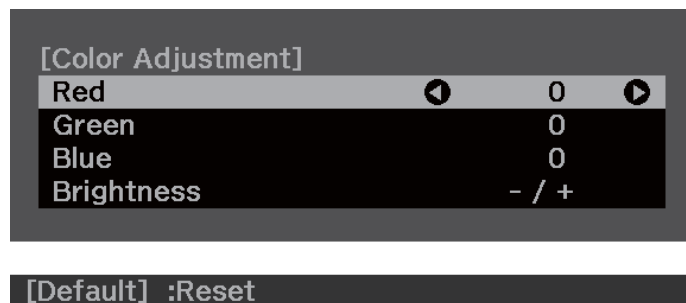 [Color Adjustment]
Red 0
Green 0
Blue 0
Brightness - / +
[Default] :Reset